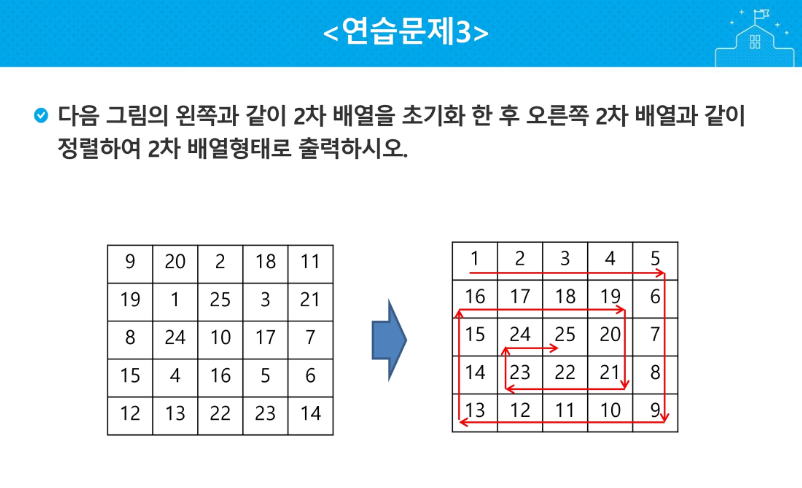 <연습문제3>
다음 그림의 왼쪽과 같이 2차 배열을 초기화 한 후 오른쪽 2차 배열과 같이
정렬하여 2차 배열형태로 출력하시오.
9 20 2 18 11
19 1 25 3 21
8 24 10 17 7
15 4 16 5 6
12 13 22 23 14
1 2 3 4 5
16 17 18 19 6
15 24 25 20 7
14 23 22 21 8
13 12 11 10 9